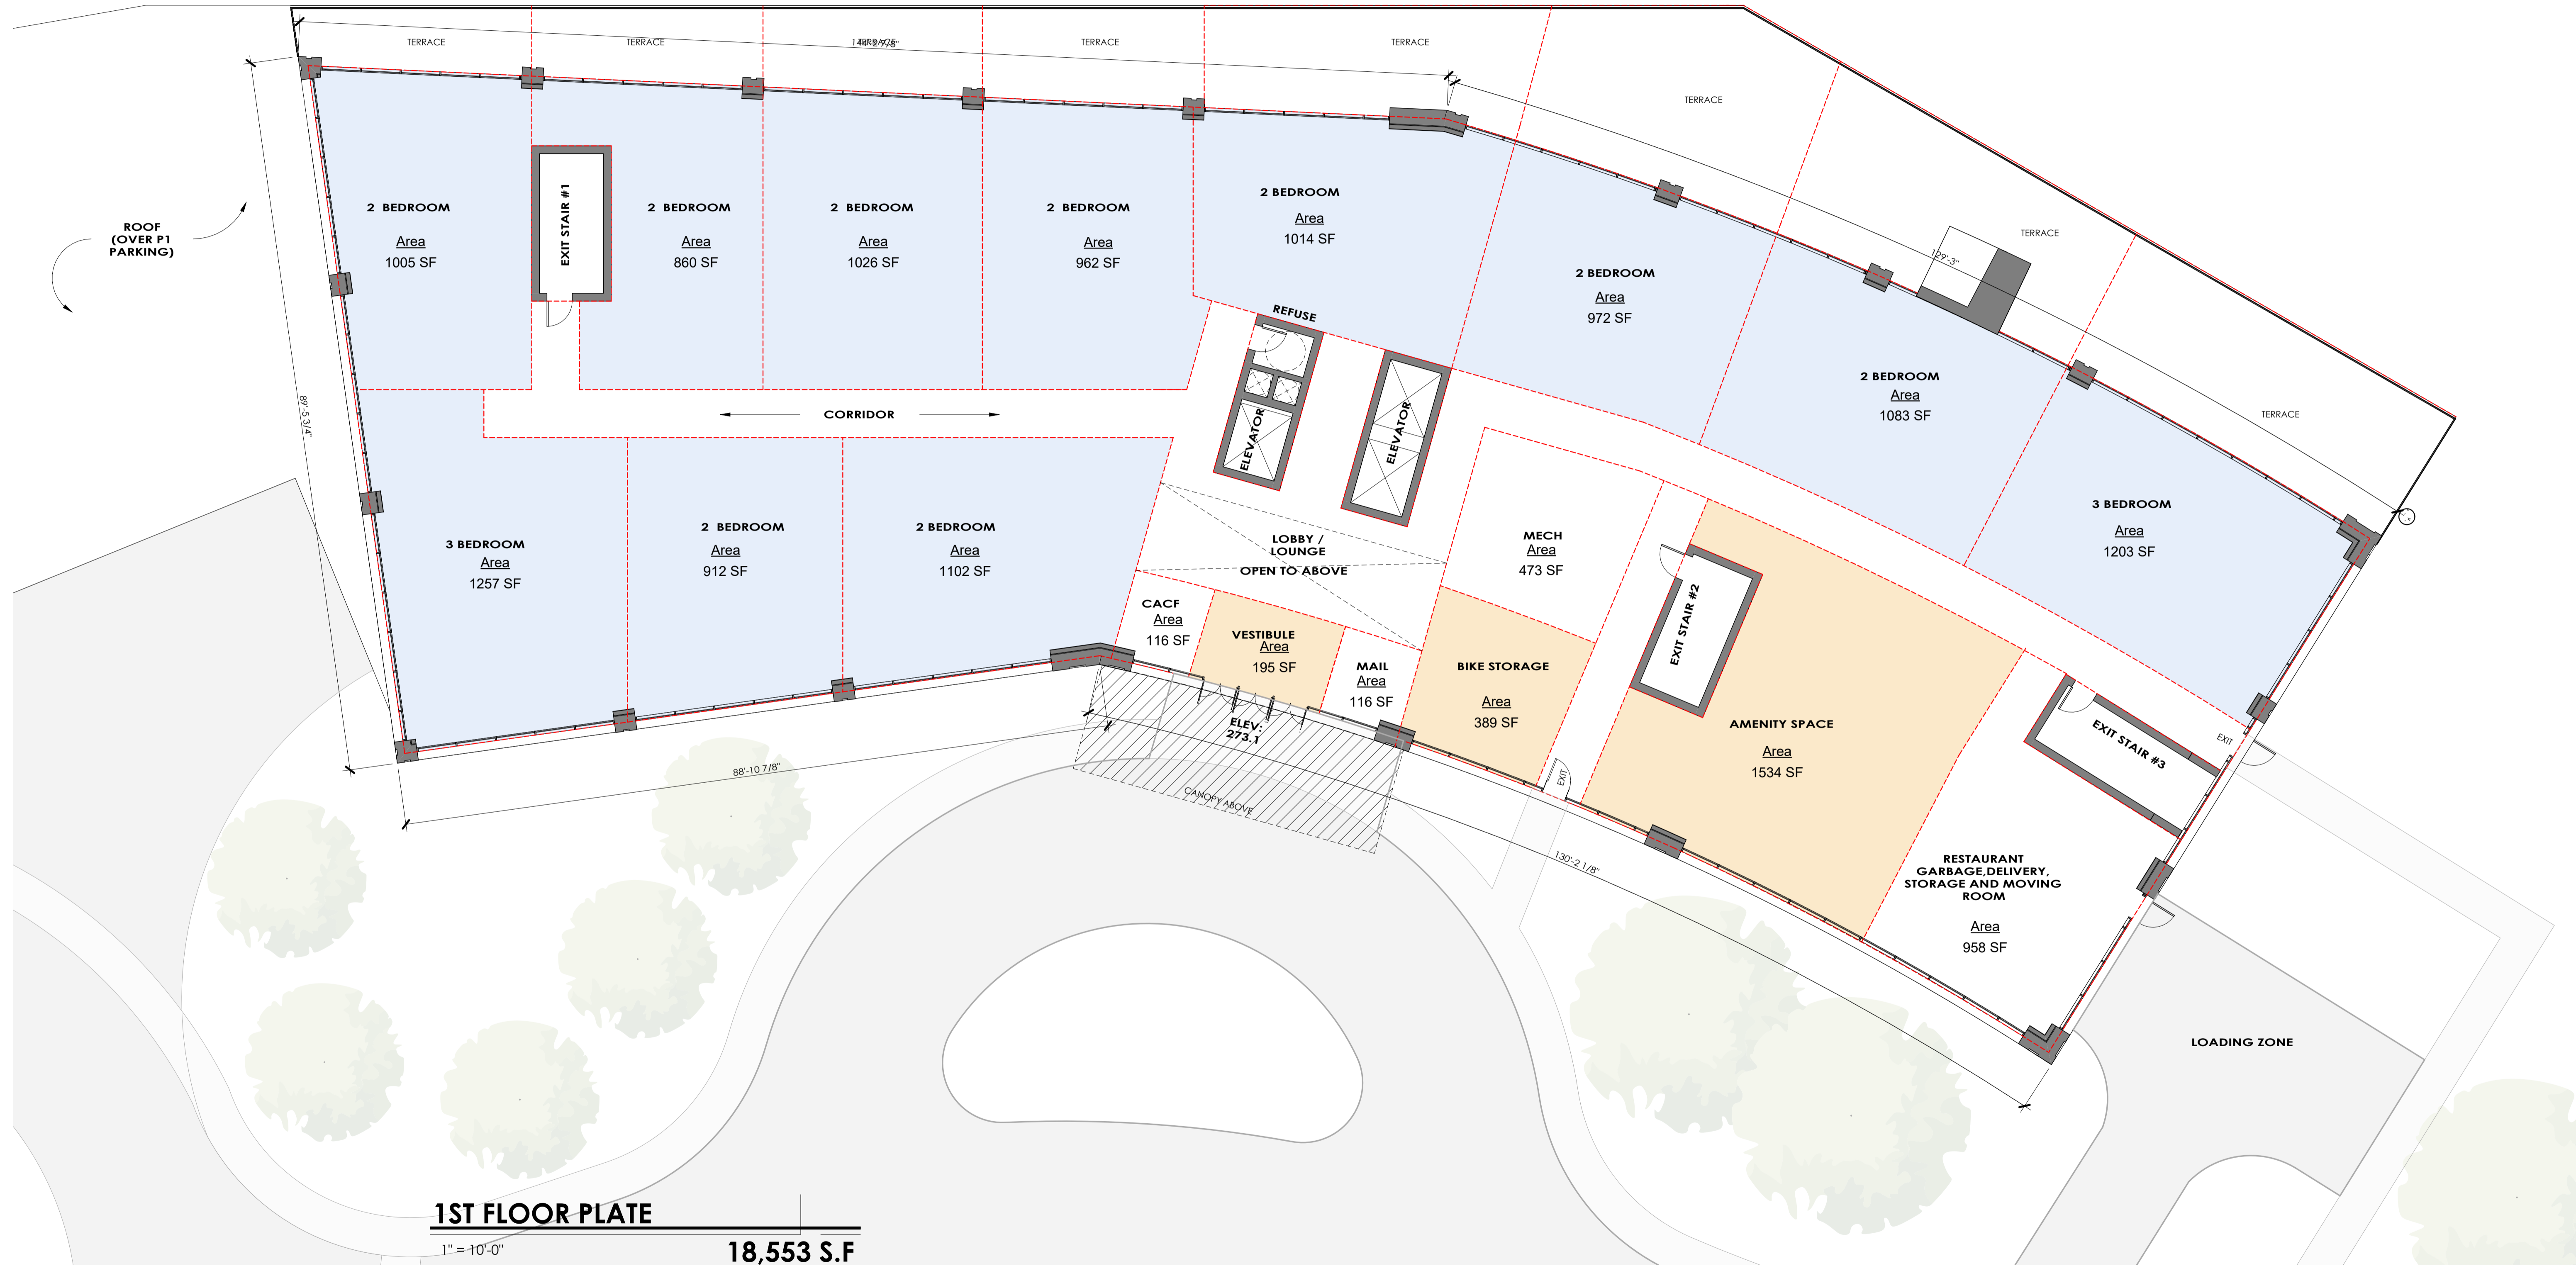 TERRACE
TERRACE
TERRACE
144'-2 7/8"
TERRACE
TERRACE
TERRACE
TERRACE
TERRACE
129'-3"
ROOF
(OVER P1
PARKING)
89'-5 3/4"
2 BEDROOM
Area
1005 SF
EXIT STAIR #1
2 BEDROOM
Area
860 SF
2 BEDROOM
Area
1026 SF
2 BEDROOM
Area
962 SF
2 BEDROOM
Area
1014 SF
2 BEDROOM
Area
972 SF
2 BEDROOM
Area
1083 SF
3 BEDROOM
Area
1203 SF
REFUSE
ELEVATOR
ELEVATOR
CORRIDOR
3 BEDROOM
Area
1257 SF
2 BEDROOM
Area
912 SF
2 BEDROOM
Area
1102 SF
LOBBY /
LOUNGE
OPEN TO ABOVE
MECH
Area
473 SF
CACF
Area
116 SF
VESTIBULE
Area
195 SF
MAIL
Area
116 SF
BIKE STORAGE
Area
389 SF
EXIT STAIR #2
AMENITY SPACE
Area
1534 SF
EXIT STAIR #3
EXIT
EXIT
ELEV:
273.1
CANOPY ABOVE
88'-10 7/8"
130'-2 1/8"
RESTAURANT
GARBAGE,DELIVERY,
STORAGE AND MOVING
ROOM
Area
958 SF
LOADING ZONE
1ST FLOOR PLATE
1" = 10'-0"
18,553 S.F